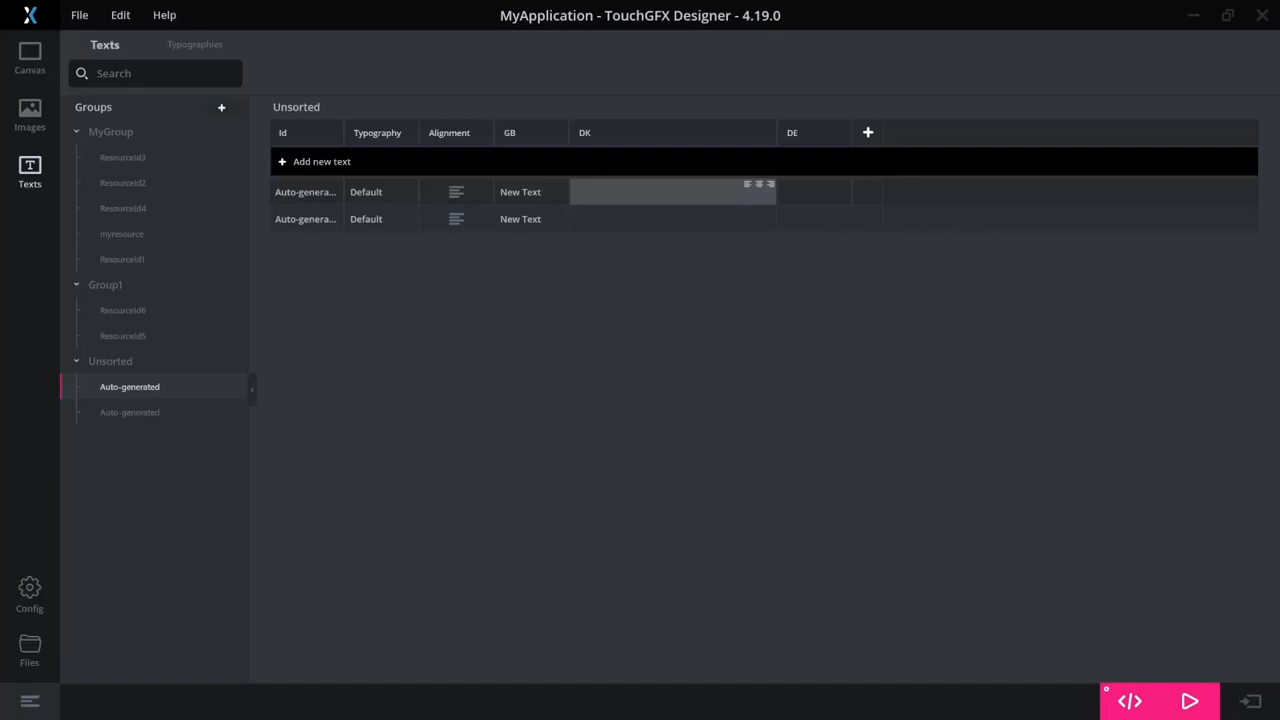 File Edit Help MyApplication - TouchGFX Designer - 4.19.0
Canvas
Images
Texts
Config
Files
Texts Typographies
Search
Groups +
MyGroup
ResourceId3
ResourceId2
ResourceId4
myresource
ResourceId1
Group1
ResourceId6
ResourceId5
Unsorted
Auto-generated
Auto-generated
Unsorted
Id Typography Alignment GB DK DE +
+ Add new text
Auto-genera... Default New Text
Auto-genera... Default New Text